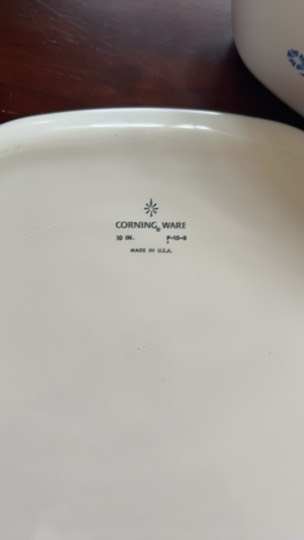 CORNING® WARE
10 IN. P-10-B
MADE IN U.S.A.